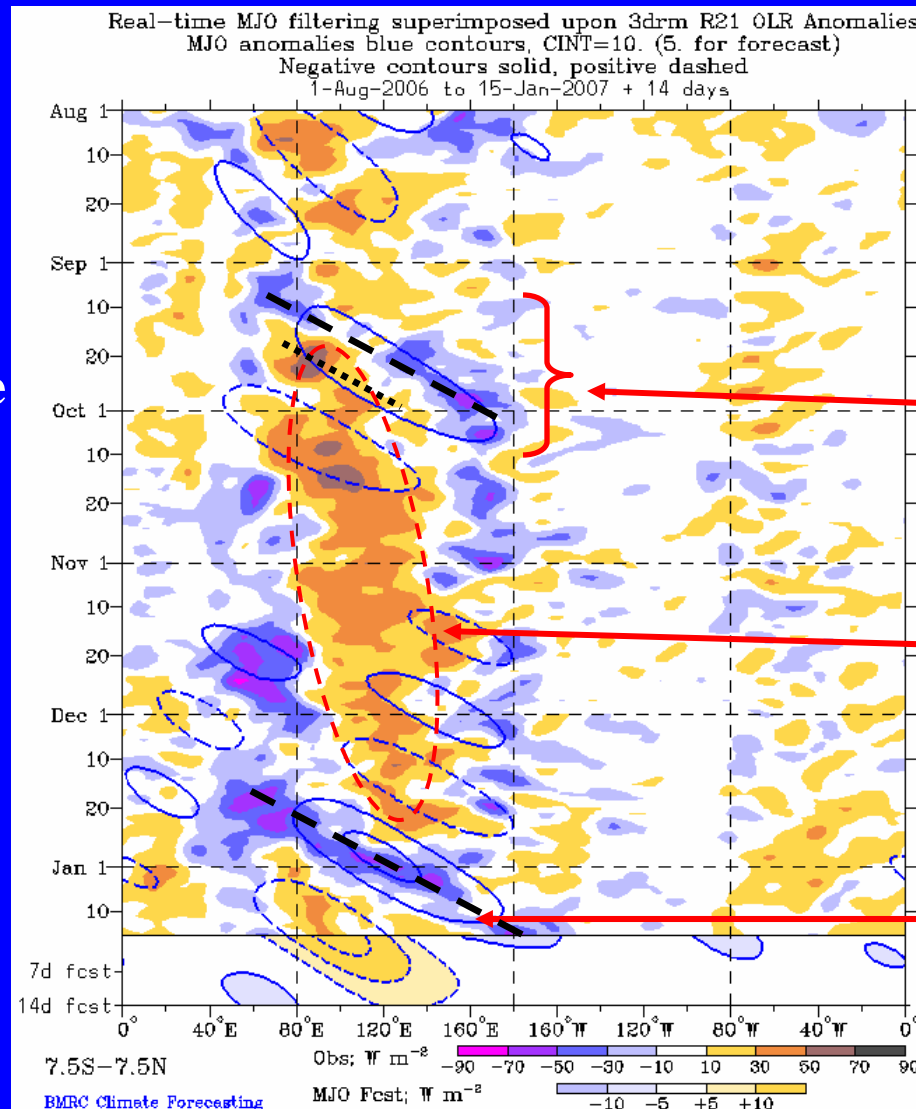 Real-time MJO filtering superimposed upon 3drm R21 OLR Anomalies
MJO anomalies blue contours, CINT=10. (5. for forecast)
Negative contours solid, positive dashed
1-Aug-2006 to 15-Jan-2007 + 14 days
Aug 1
10
20
Sep 1
10
20
e
Oct 1
10
20
Nov 1
10
20
Dec 1
10
20
Jan 1
10
7d fcst
14d fcst
0° 40°E 80°E 120°E 160°E 160°W 120°W 80°W 40°W 0°
7.5S-7.5N
Obs; W m⁻²
-90 -70 -50 -30 -10 10 30 50 70 90
MJO Fcst; W m⁻²
-10 -5 +5 +10
BMRC Climate Forecasting